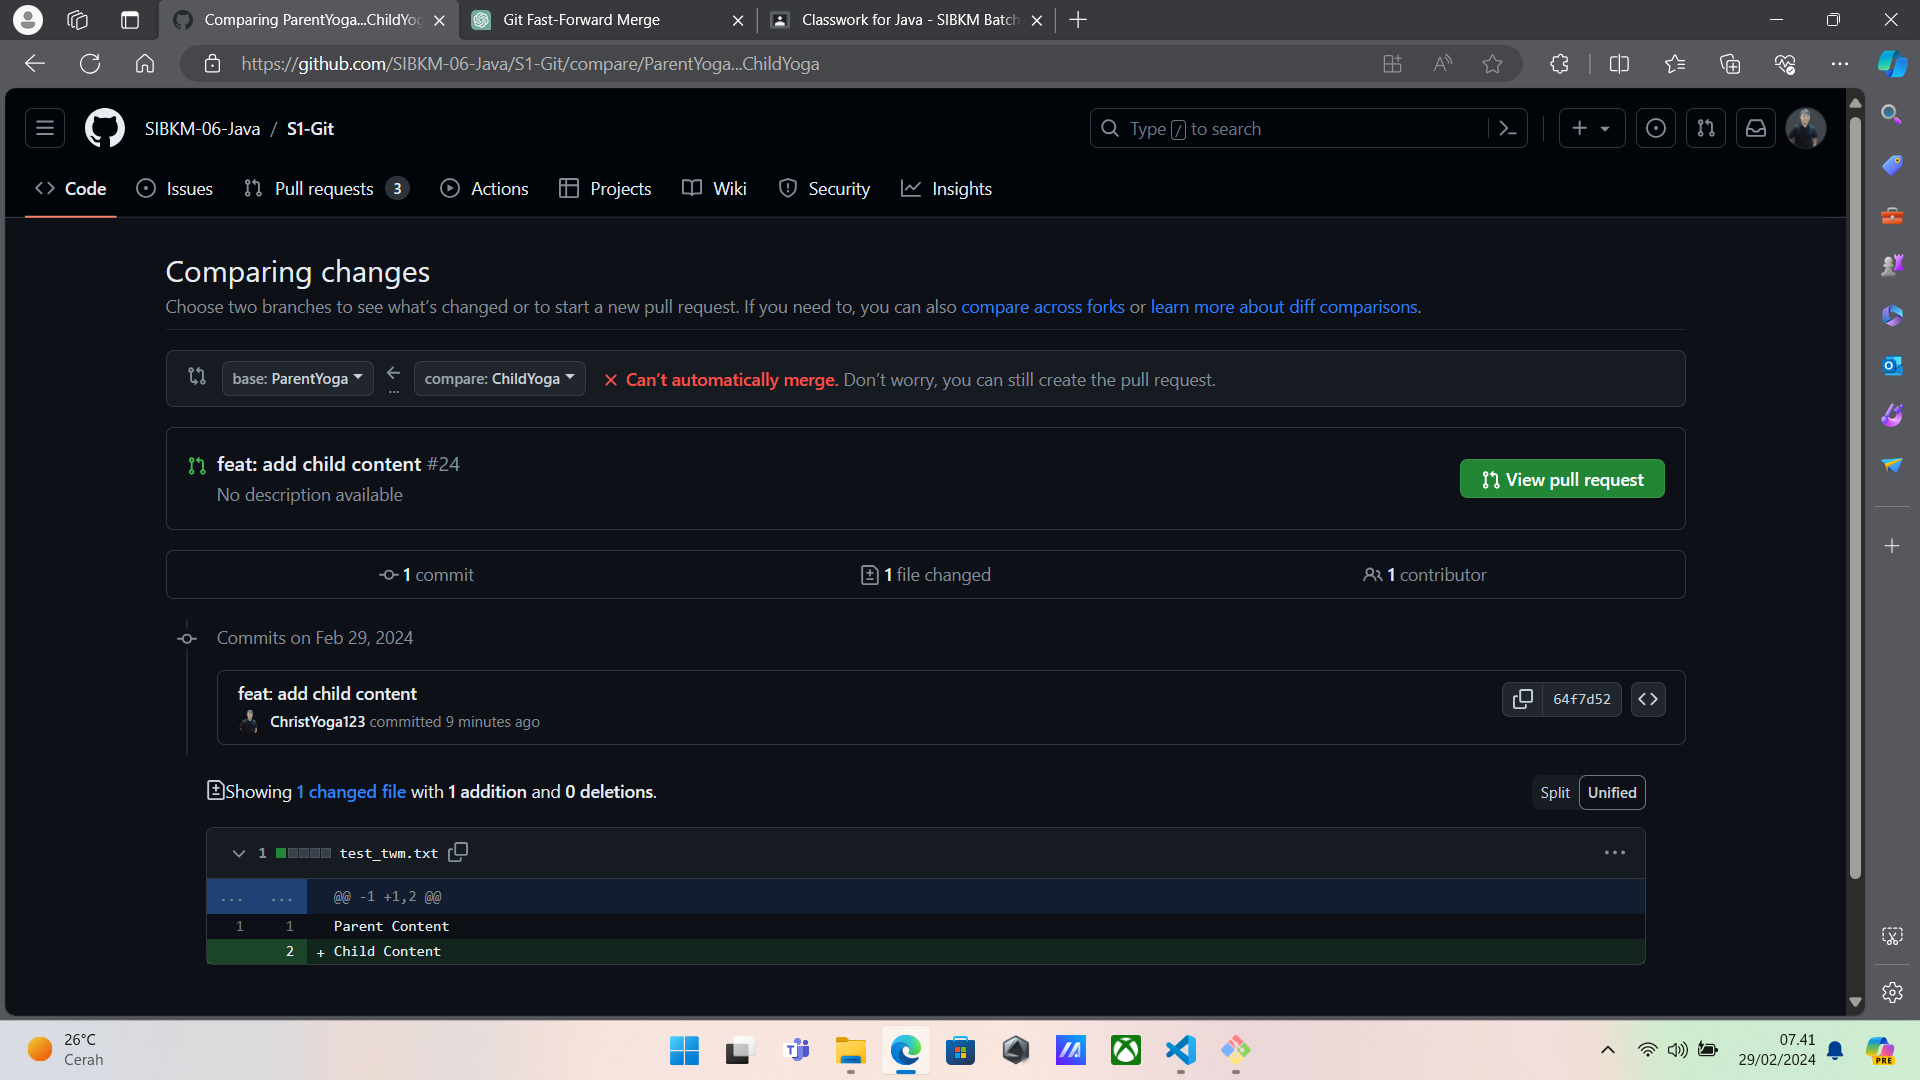 Comparing ParentYoga...ChildYog
Git Fast-Forward Merge
Classwork for Java - SIBKM Batch
https://github.com/SIBKM-06-Java/S1-Git/compare/ParentYoga...ChildYoga
SIBKM-06-Java / S1-Git
Type / to search
Code
Issues
Pull requests 3
Actions
Projects
Wiki
Security
Insights
Comparing changes
Choose two branches to see what's changed or to start a new pull request. If you need to, you can also compare across forks or learn more about diff comparisons.
base: ParentYoga
...
compare: ChildYoga
Can't automatically merge. Don't worry, you can still create the pull request.
feat: add child content #24
No description available
View pull request
1 commit
1 file changed
1 contributor
Commits on Feb 29, 2024
feat: add child content
ChristYoga123 committed 9 minutes ago
64f7d52
Showing 1 changed file with 1 addition and 0 deletions.
Split
Unified
1 test_twm.txt
... ... @@ -1 +1,2 @@
1 1 Parent Content
2 + Child Content
26°C
Cerah
07.41
29/02/2024
PRE